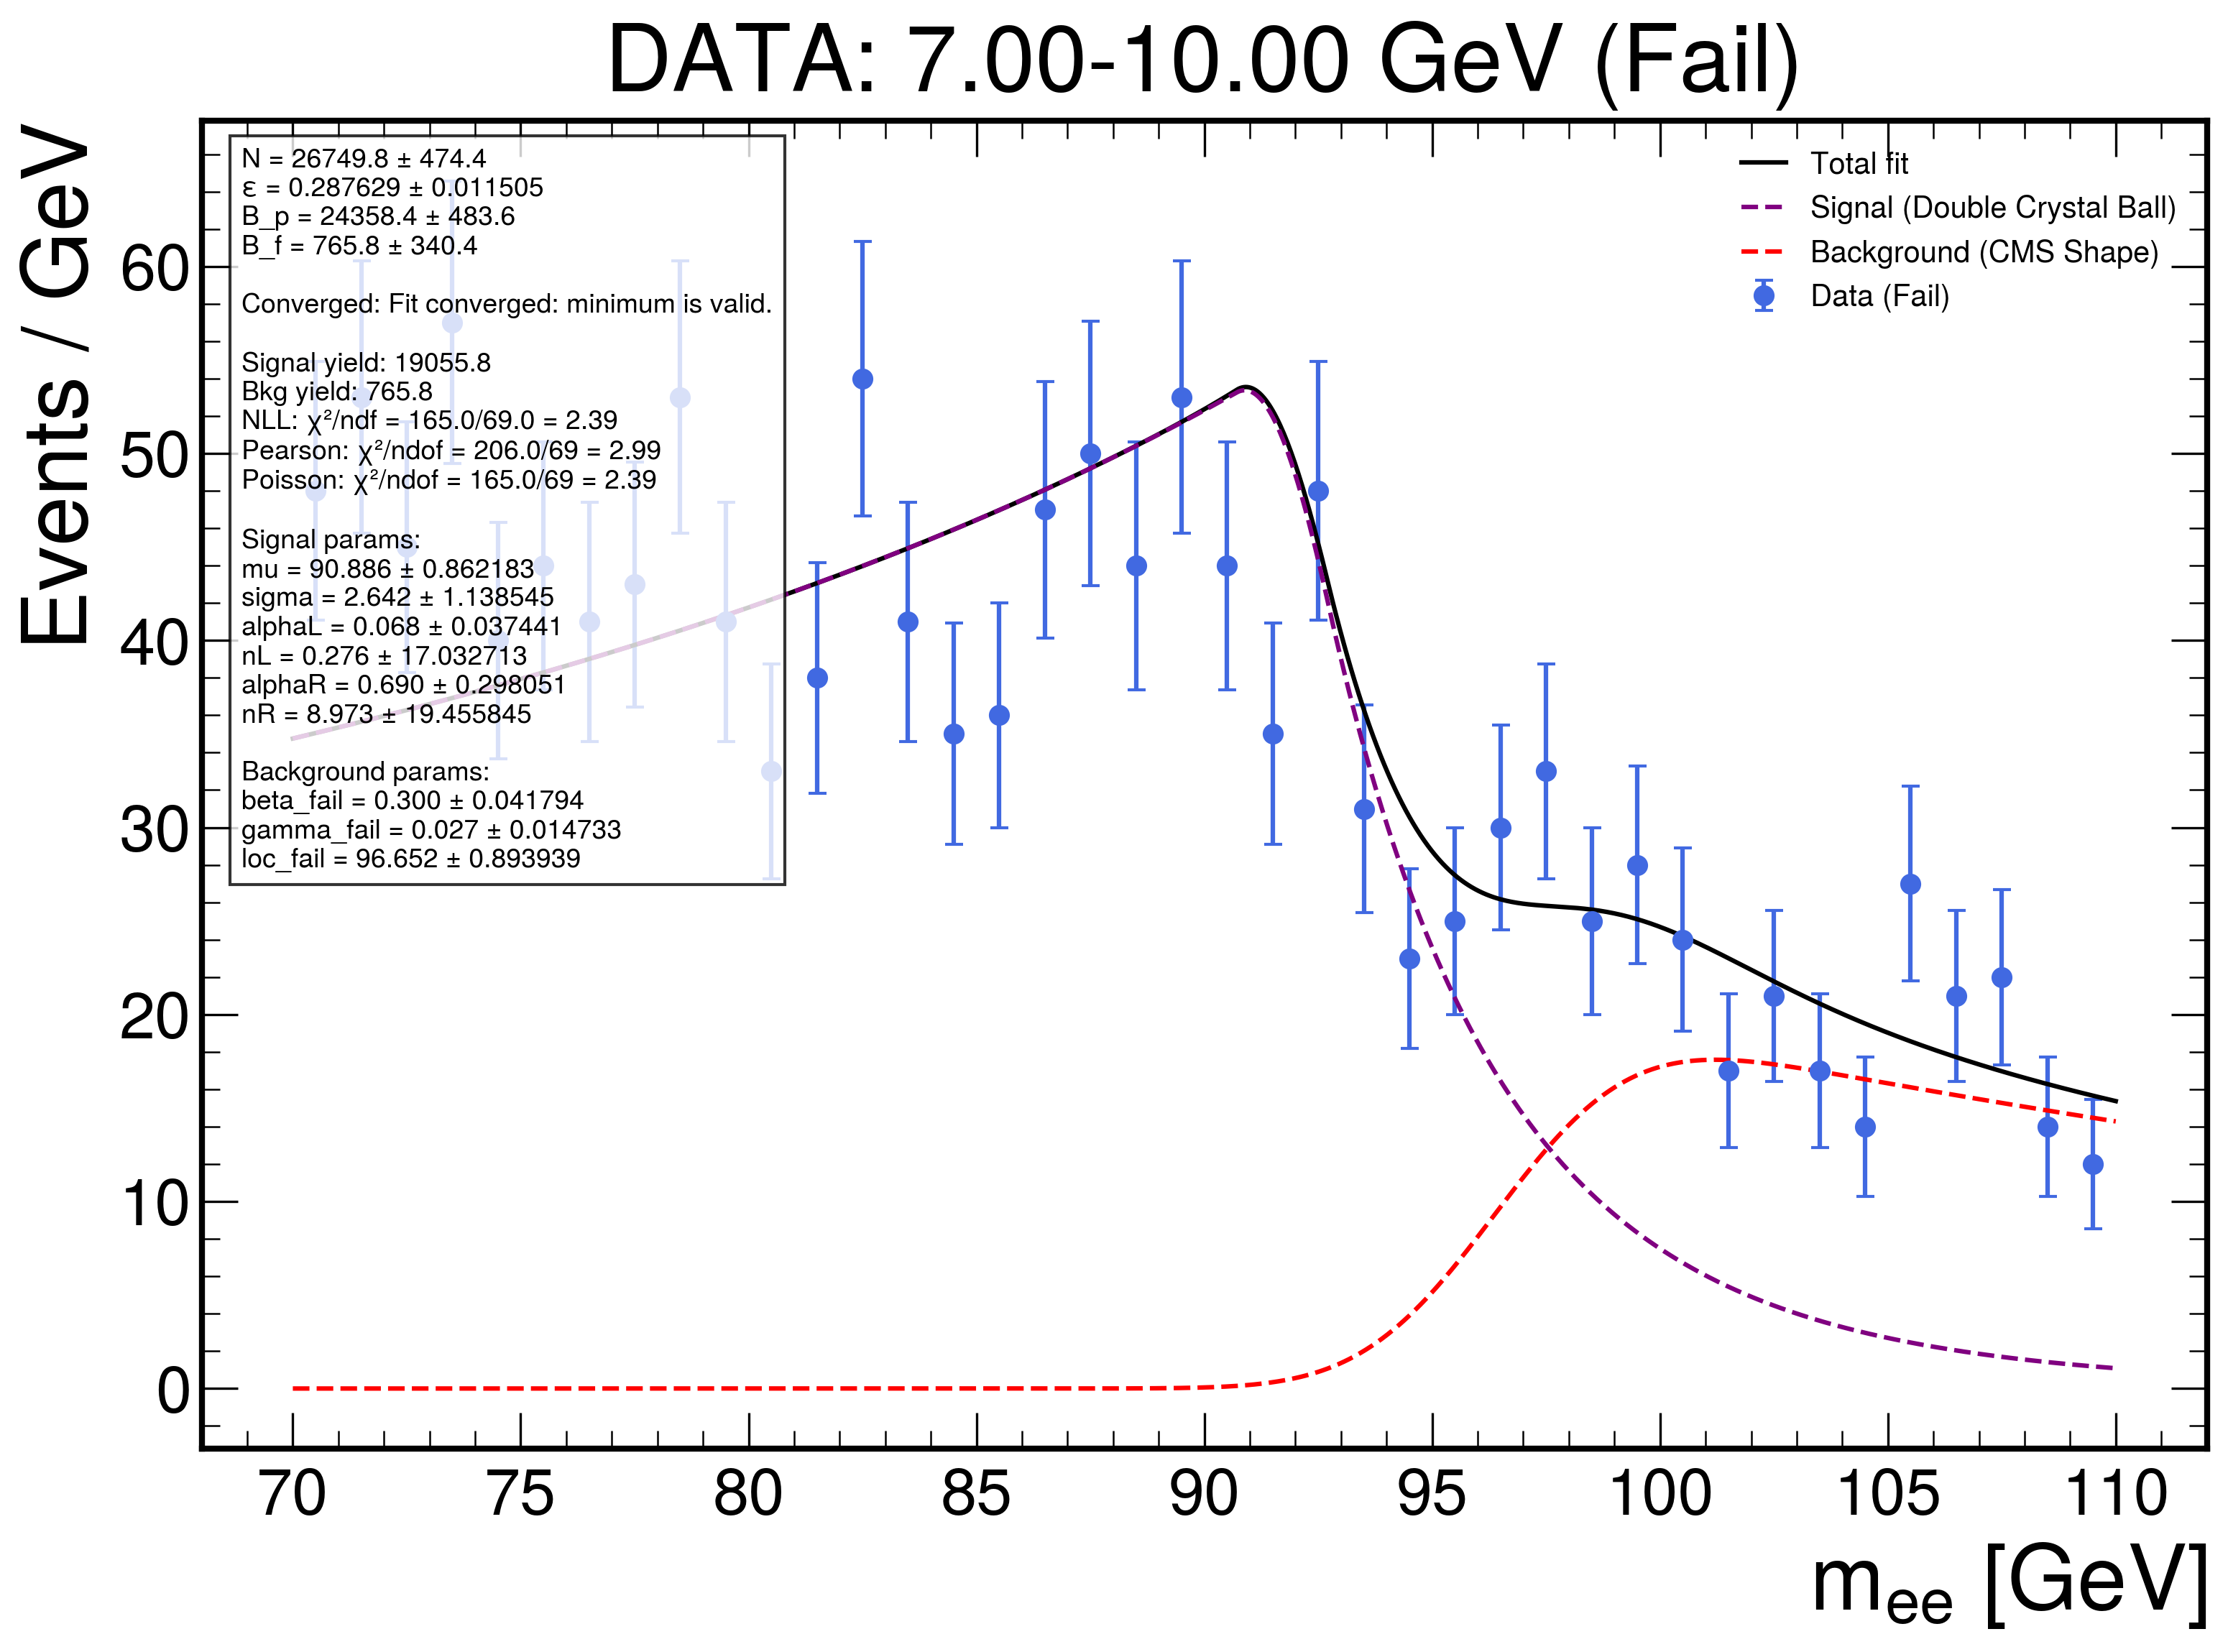 DATA: 7.00-10.00 GeV (Fail)
N = 26749.8 ± 474.4
ε = 0.287629 ± 0.011505
B_p = 24358.4 ± 483.6
B_f = 765.8 ± 340.4
Converged: Fit converged: minimum is valid.
Signal yield: 19055.8
Bkg yield: 765.8
NLL: χ²/ndf = 165.0/69.0 = 2.39
Pearson: χ²/ndof = 206.0/69 = 2.99
Poisson: χ²/ndof = 165.0/69 = 2.39
Signal params:
mu = 90.886 ± 0.862183
sigma = 2.642 ± 1.138545
alphaL = 0.068 ± 0.037441
nL = 0.276 ± 17.032713
alphaR = 0.690 ± 0.298051
nR = 8.973 ± 19.455845
Background params:
beta_fail = 0.300 ± 0.041794
gamma_fail = 0.027 ± 0.014733
loc_fail = 96.652 ± 0.893939
Total fit
Signal (Double Crystal Ball)
Background (CMS Shape)
Data (Fail)
Events / GeV
60
50
40
30
20
10
0
70 75 80 85 90 95 100 105 110
m_ee [GeV]